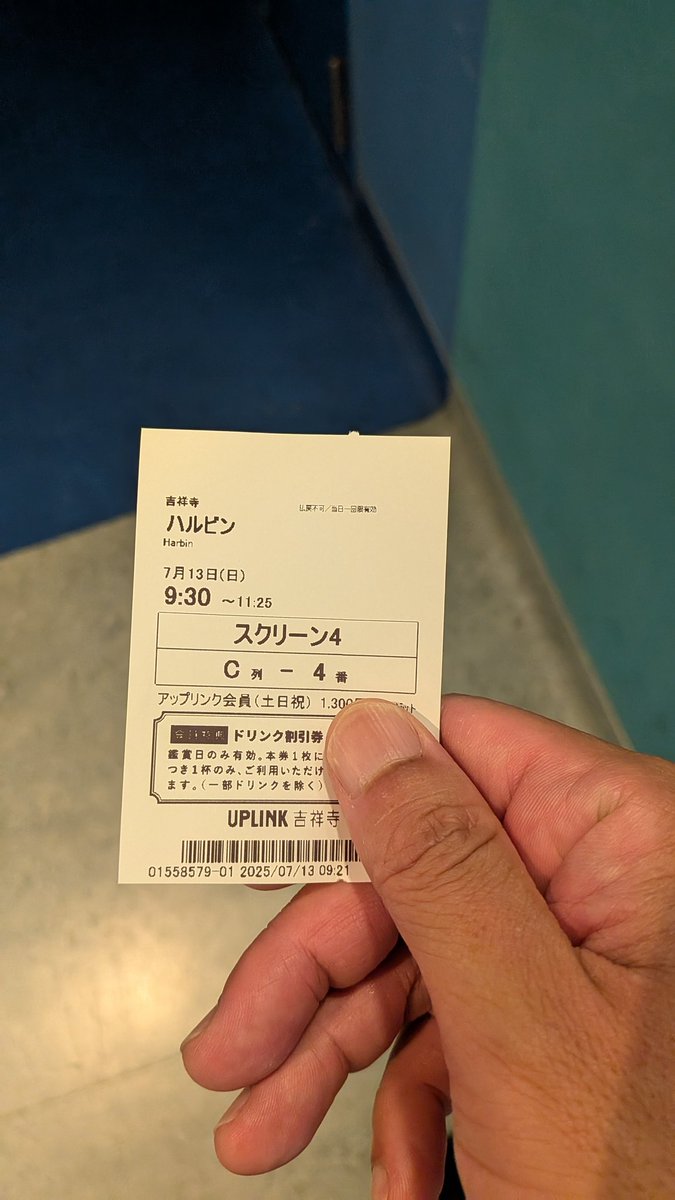 吉祥寺
払戻不可／当日一回限有効
ハルビン
Harbin
7月13日(日)
9:30 ～11:25
スクリーン4
C 列 － 4 番
アップリンク会員(土日祝) 1,300
会員特典 ドリンク割引券
鑑賞日のみ有効。本券1枚に
つき1杯のみ、ご利用いただけ
ます。(一部ドリンクを除く)
UPLINK 吉祥寺
01558579-01 2025/07/13 09:21